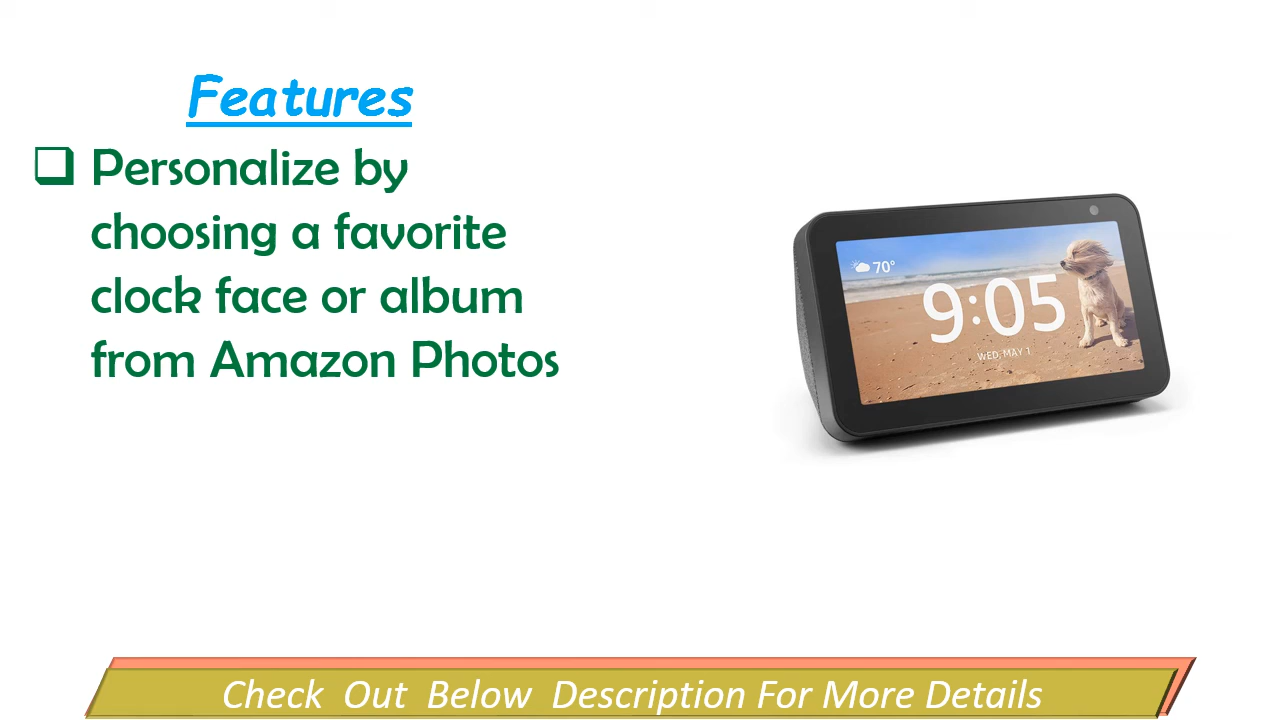 Features
Personalize by
choosing a favorite
clock face or album
from Amazon Photos
70°
9:05
WED, MAY 1
Check Out Below Description For More Details